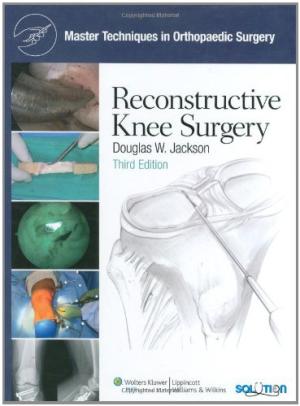 Master Techniques in Orthopaedic Surgery
Reconstructive
Knee Surgery
Douglas W. Jackson
Third Edition
Wolters Kluwer
Lippincott
Williams & Wilkins
SOLUTION